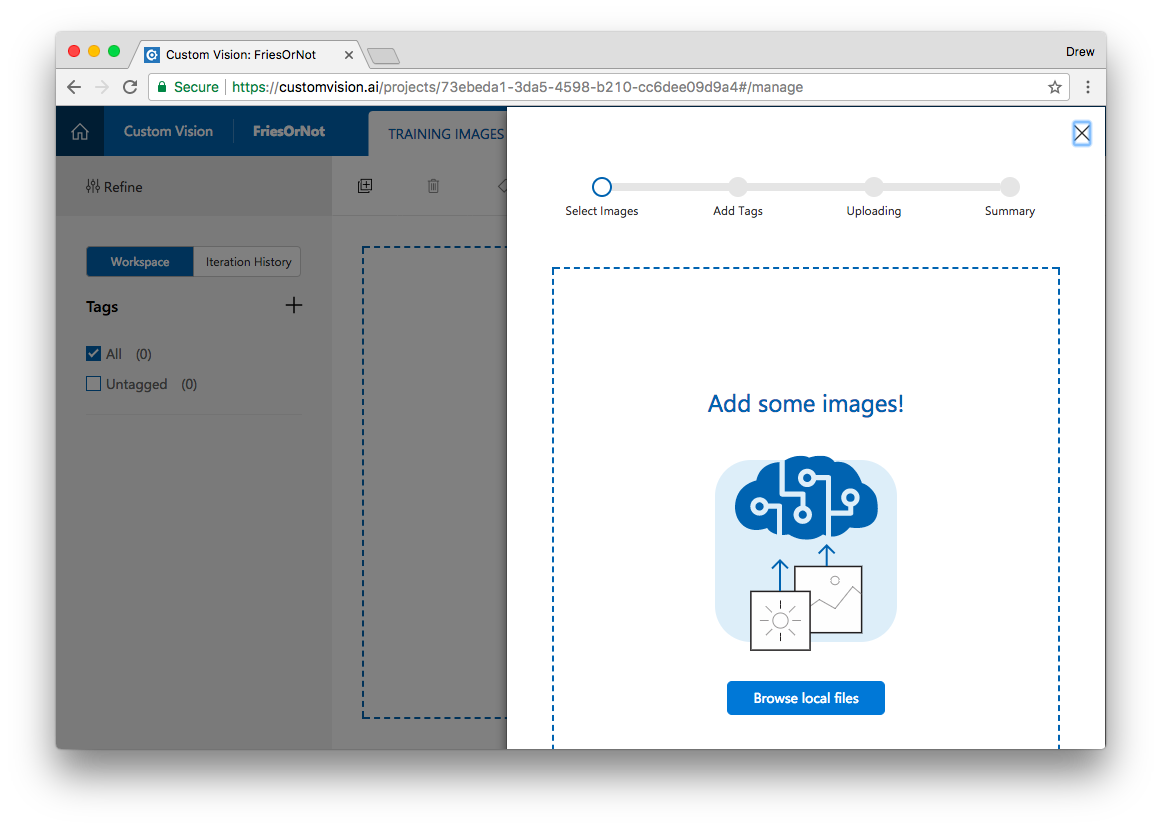 Custom Vision: FriesOrNot
Drew
Secure https://customvision.ai/projects/73ebeda1-3da5-4598-b210-cc6dee09d9a4#/manage
Custom Vision FriesOrNot TRAINING IMAGES
Refine
Select Images Add Tags Uploading Summary
Workspace Iteration History
Tags
All (0)
Untagged (0)
Add some images!
Browse local files